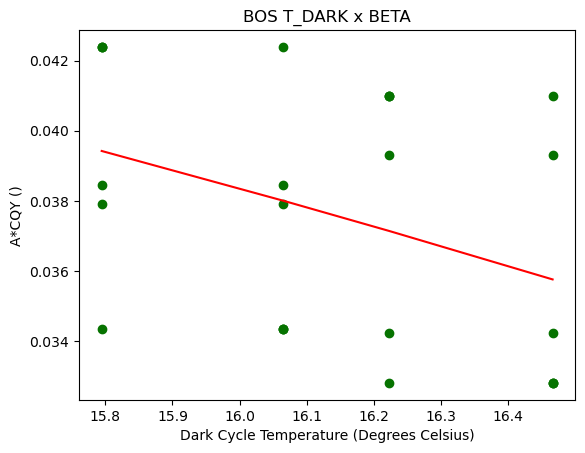 BOS T_DARK x BETA
0.042
0.040
0.038
0.036
0.034
A*CQY ()
15.8 15.9 16.0 16.1 16.2 16.3 16.4
Dark Cycle Temperature (Degrees Celsius)